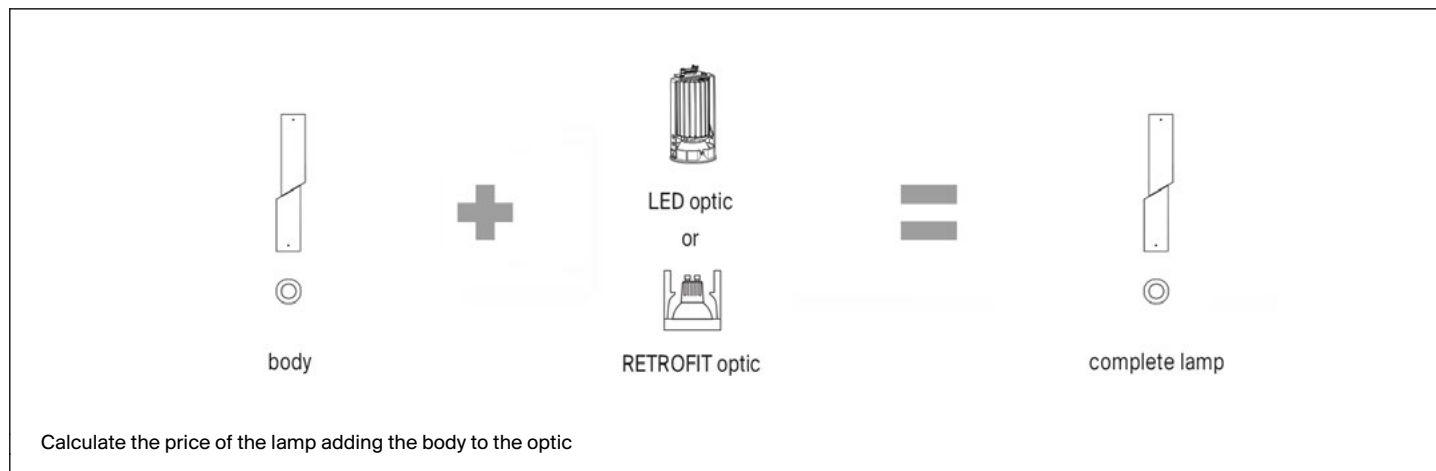 LED optic
or
body
RETROFIT optic
complete lamp
Calculate the price of the lamp adding the body to the optic